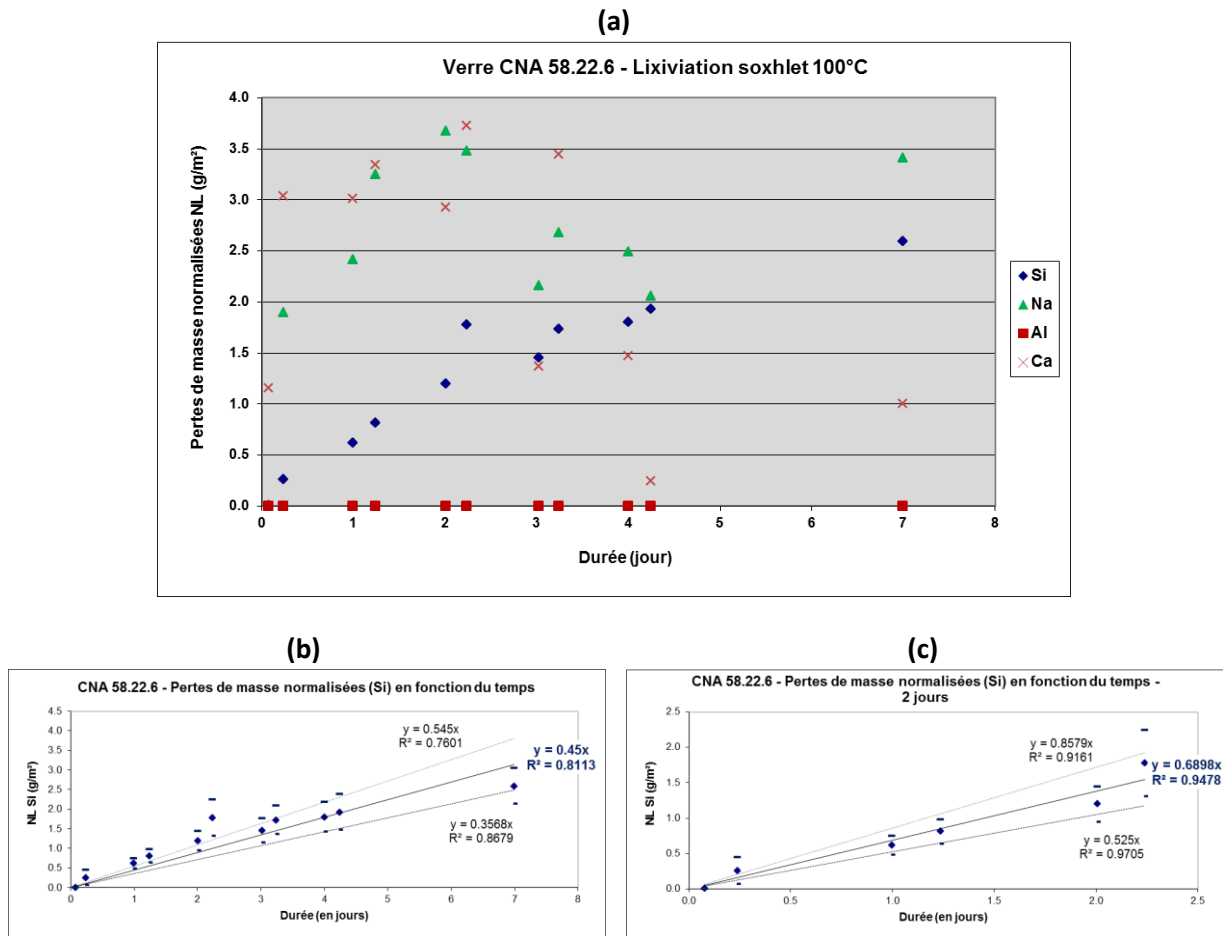 (a)
Verre CNA 58.22.6 - Lixiviation soxhlet 100°C
Pertes de masse normalisées NL (g/m²)
4.0
3.5
3.0
2.5
2.0
1.5
1.0
0.5
0.0
0 1 2 3 4 5 6 7 8
Durée (jour)
Si
Na
Al
Ca
(b)
CNA 58.22.6 - Pertes de masse normalisées (Si) en fonction du temps
NL Si (g/m²)
4.5
4.0
3.5
3.0
2.5
2.0
1.5
1.0
0.5
0.0
y = 0.545x
R² = 0.7601
y = 0.45x
R² = 0.8113
y = 0.3568x
R² = 0.8679
0 1 2 3 4 5 6 7 8
Durée (en jours)
(c)
CNA 58.22.6 - Pertes de masse normalisées (Si) en fonction du temps -
2 jours
NL Si (g/m²)
2.5
2.0
1.5
1.0
0.5
0.0
y = 0.8579x
R² = 0.9161
y = 0.6898x
R² = 0.9478
y = 0.525x
R² = 0.9705
0.0 0.5 1.0 1.5 2.0 2.5
Durée (en jours)